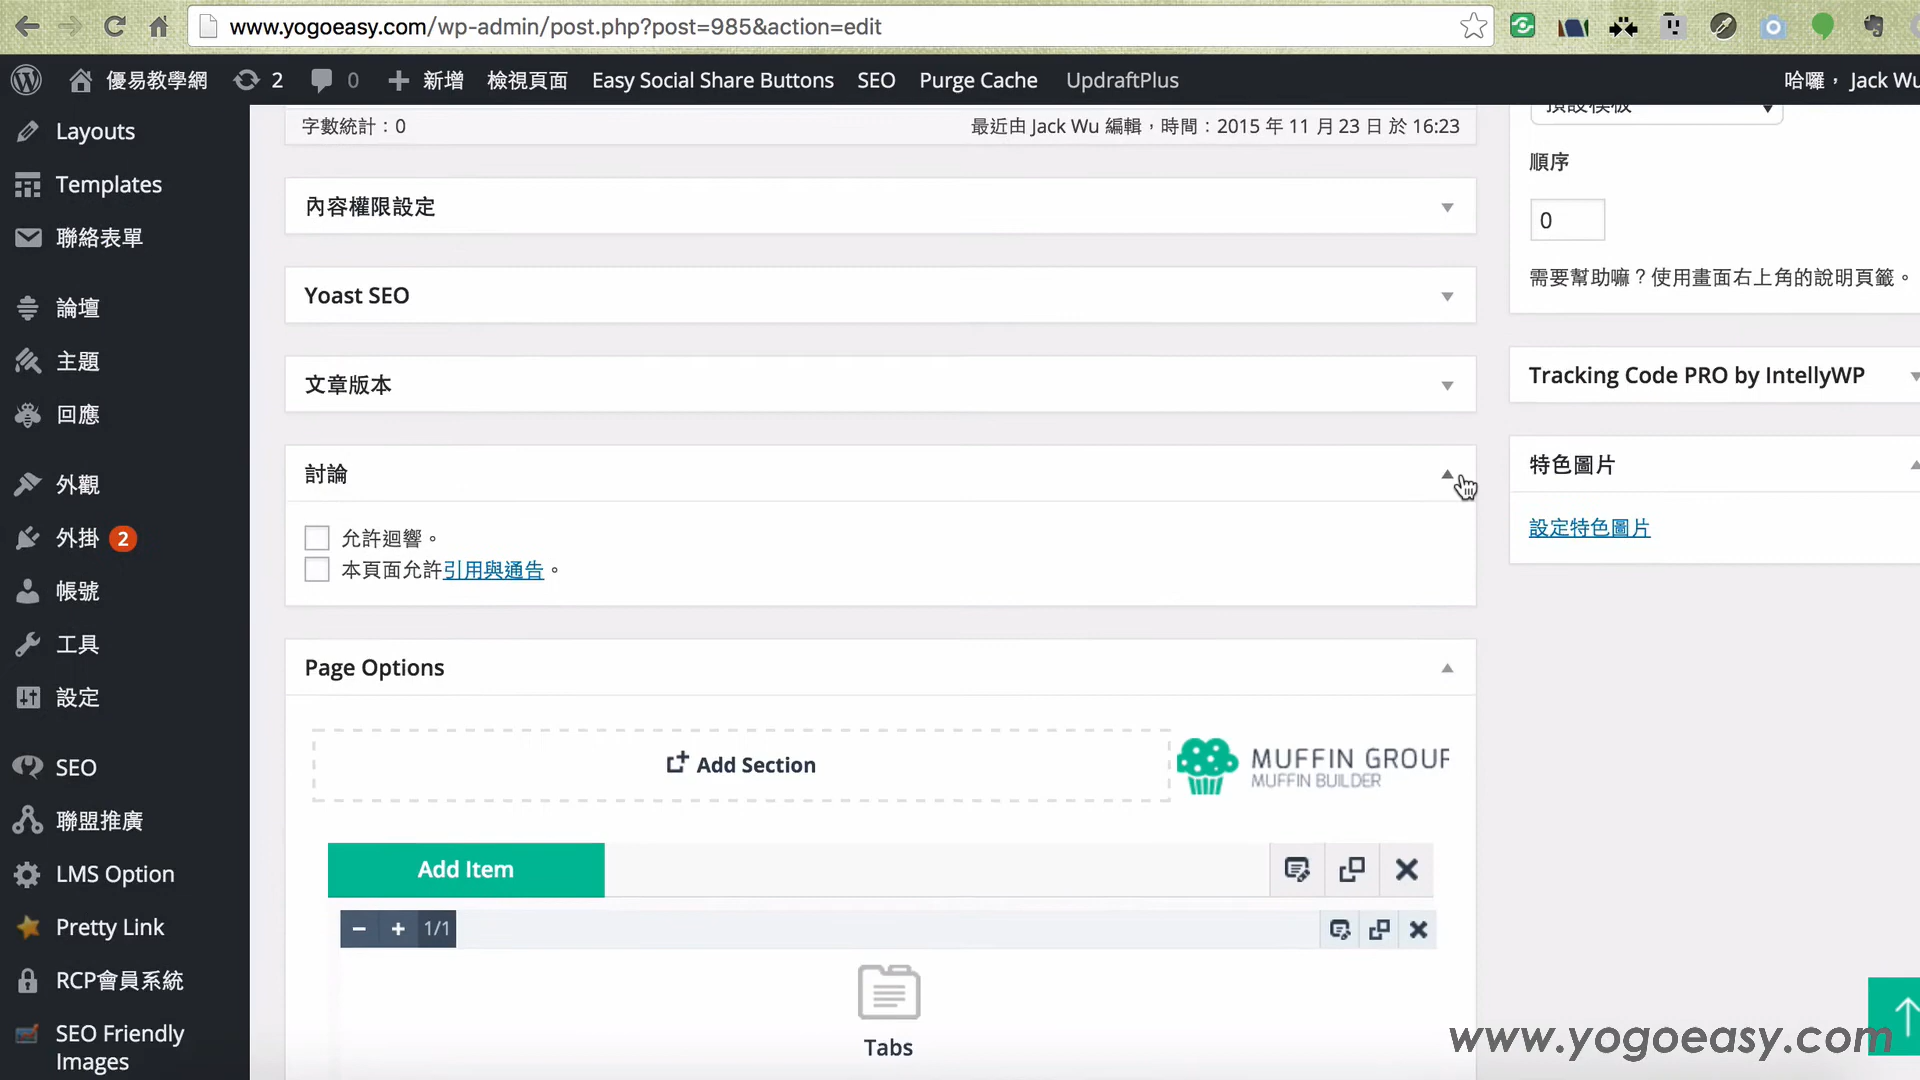 www.yogoeasy.com/wp-admin/post.php?post=985&action=edit
優易教學網 2 0 新增 檢視頁面 Easy Social Share Buttons SEO Purge Cache UpdraftPlus 哈囉， Jack Wu
Layouts
Templates
聯絡表單
論壇
主題
回應
外觀
外掛 2
帳號
工具
設定
SEO
聯盟推廣
LMS Option
Pretty Link
RCP會員系統
SEO Friendly
Images
字數統計：0
最近由 Jack Wu 編輯，時間：2015 年 11 月 23 日 於 16:23
內容權限設定
Yoast SEO
文章版本
討論
允許迴響。
本頁面允許引用與通告。
Page Options
Add Section
MUFFIN GROUP
MUFFIN BUILDER
Add Item
1/1
Tabs
預設模板
順序
0
需要幫助嘛？使用畫面右上角的說明頁籤。
Tracking Code PRO by IntellyWP
特色圖片
設定特色圖片
www.yogoeasy.com